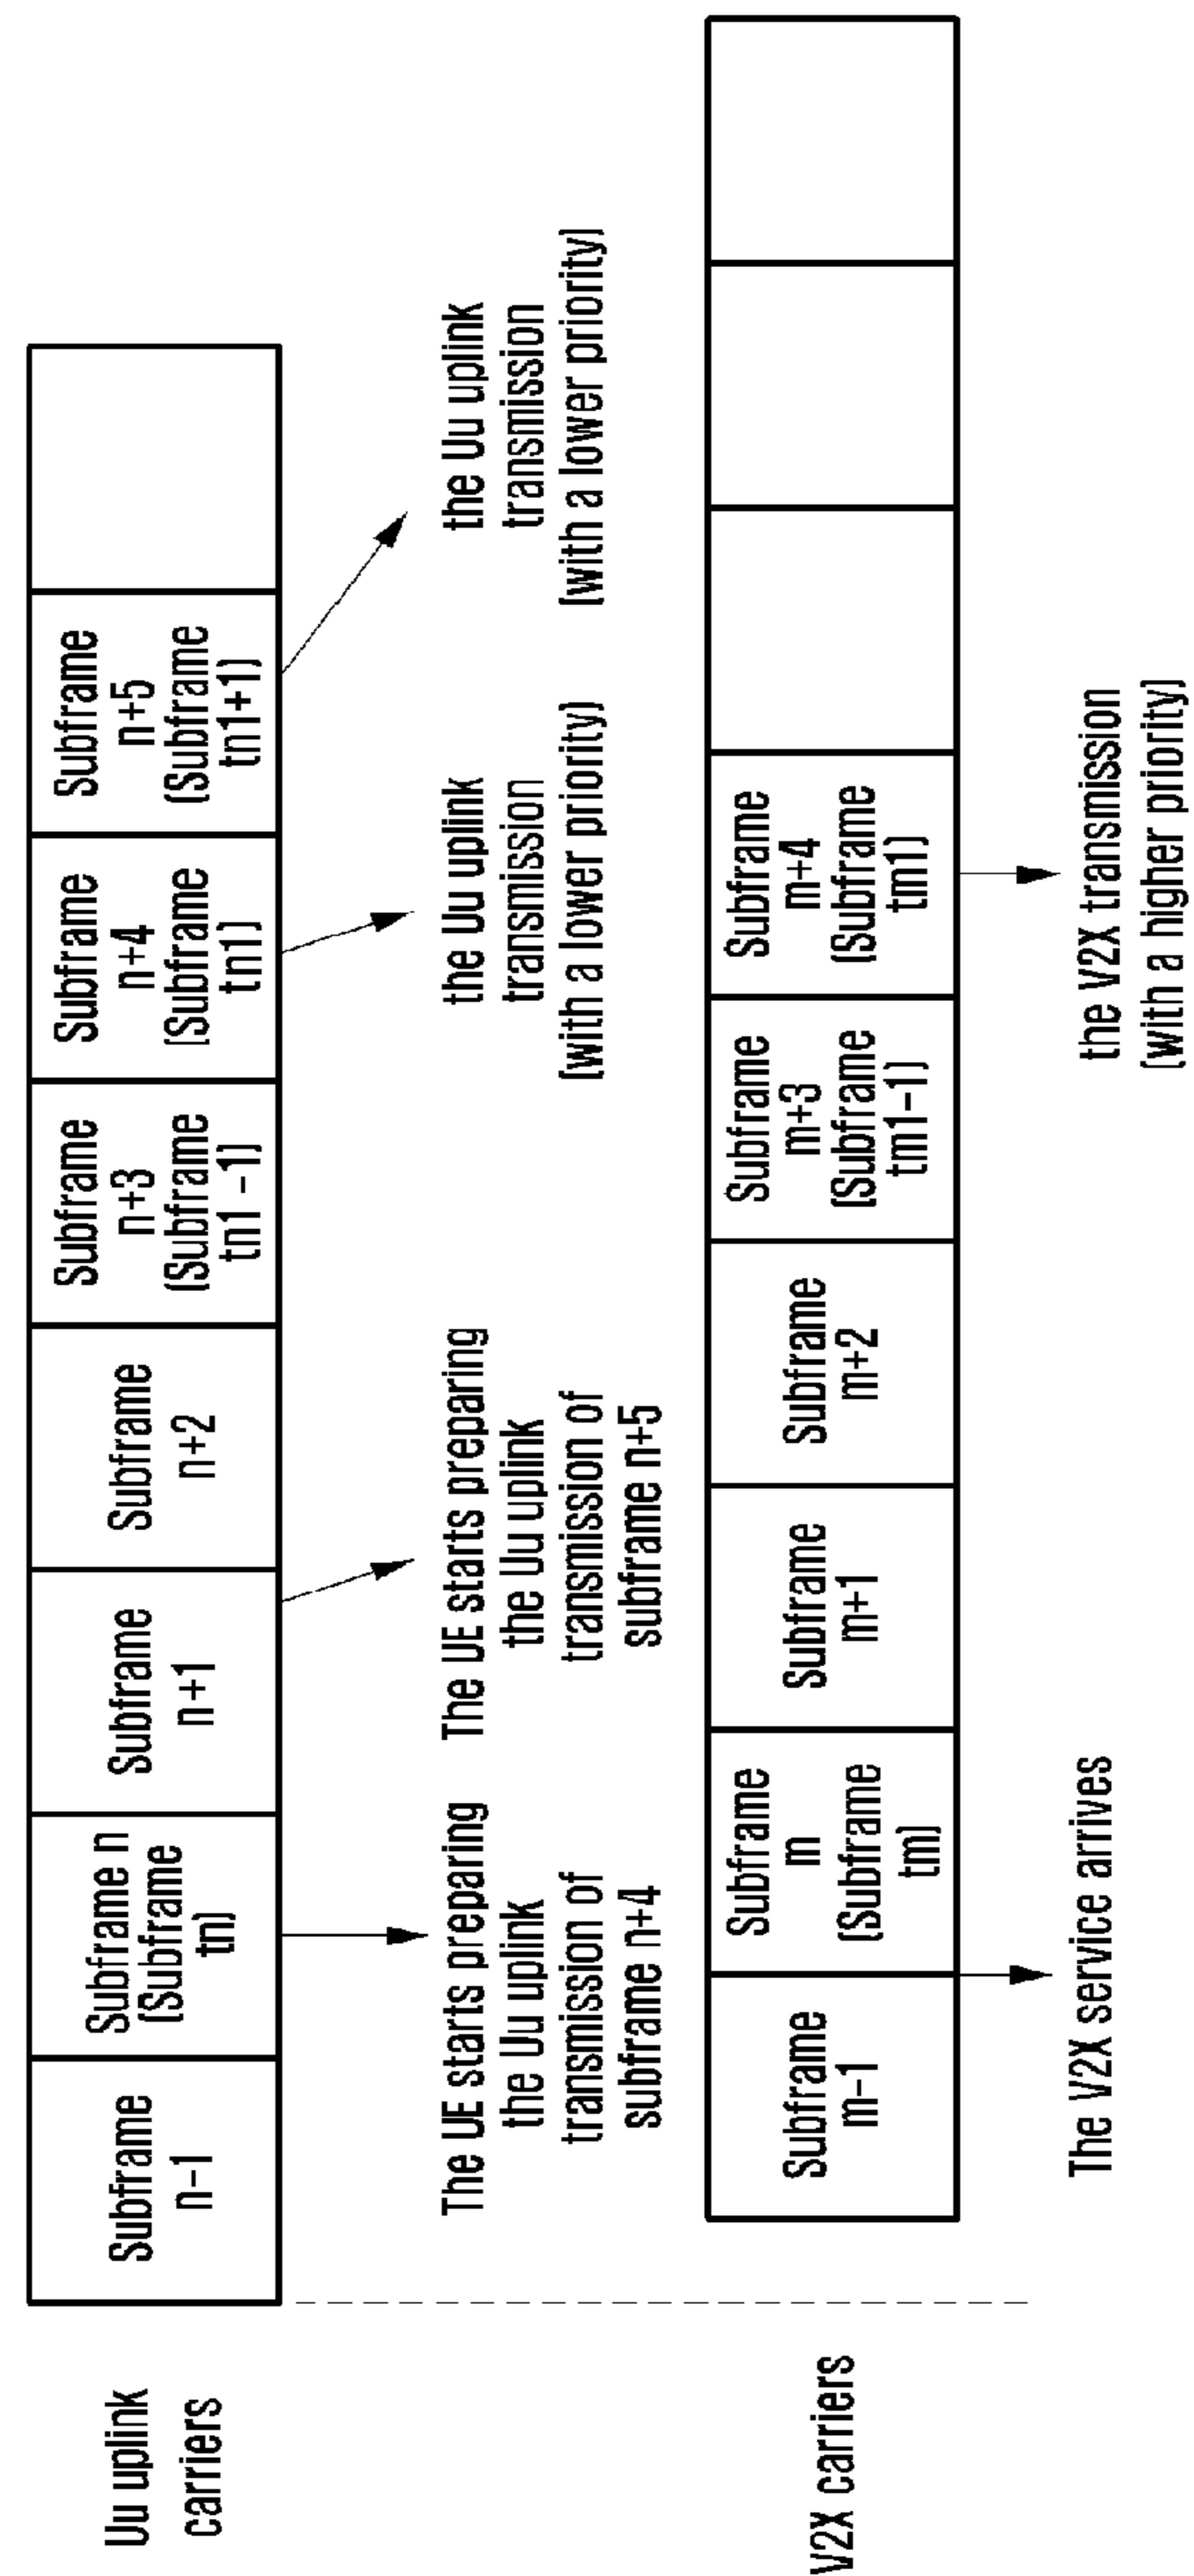 Uu uplink
carriers
Subframe
n-1
Subframe n
(Subframe
tn)
Subframe
n+1
Subframe
n+2
Subframe
n+3
(Subframe
tn1-1)
Subframe
n+4
(Subframe
tn1)
Subframe
n+5
(Subframe
tn1+1)
The UE starts preparing
the Uu uplink
transmission of
subframe n+4
The UE starts preparing
the Uu uplink
transmission of
subframe n+5
the Uu uplink
transmission
(with a lower priority)
the Uu uplink
transmission
(with a lower priority)
V2X carriers
Subframe
m-1
Subframe
m
(Subframe
tm)
Subframe
m+1
Subframe
m+2
Subframe
m+3
(Subframe
tm1-1)
Subframe
m+4
(Subframe
tm1)
The V2X service arrives
the V2X transmission
(with a higher priority)